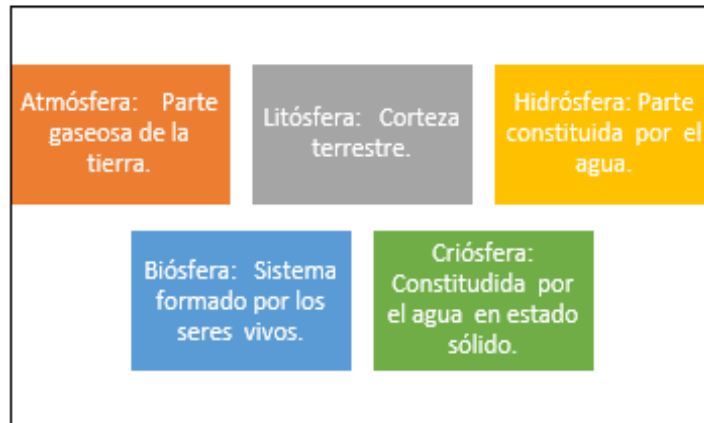 Atmósfera: Parte
gaseosa de la
tierra.
Litósfera: Corteza
terrestre.
Hidrósfera: Parte
constituida por el
agua.
Biósfera: Sistema
formado por los
seres vivos.
Criósfera:
Constitudida por
el agua en estado
sólido.